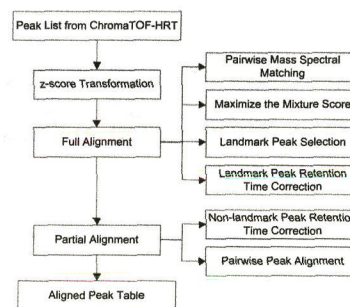 Peak List from ChromaTOF-HRT
z-score Transformation
Full Alignment
Partial Alignment
Aligned Peak Table
Pairwise Mass Spectral
Matching
Maximize the Mixture Score
Landmark Peak Selection
Landmark Peak Retention
Time Correction
Non-landmark Peak Retention
Time Correction
Pairwise Peak Alignment